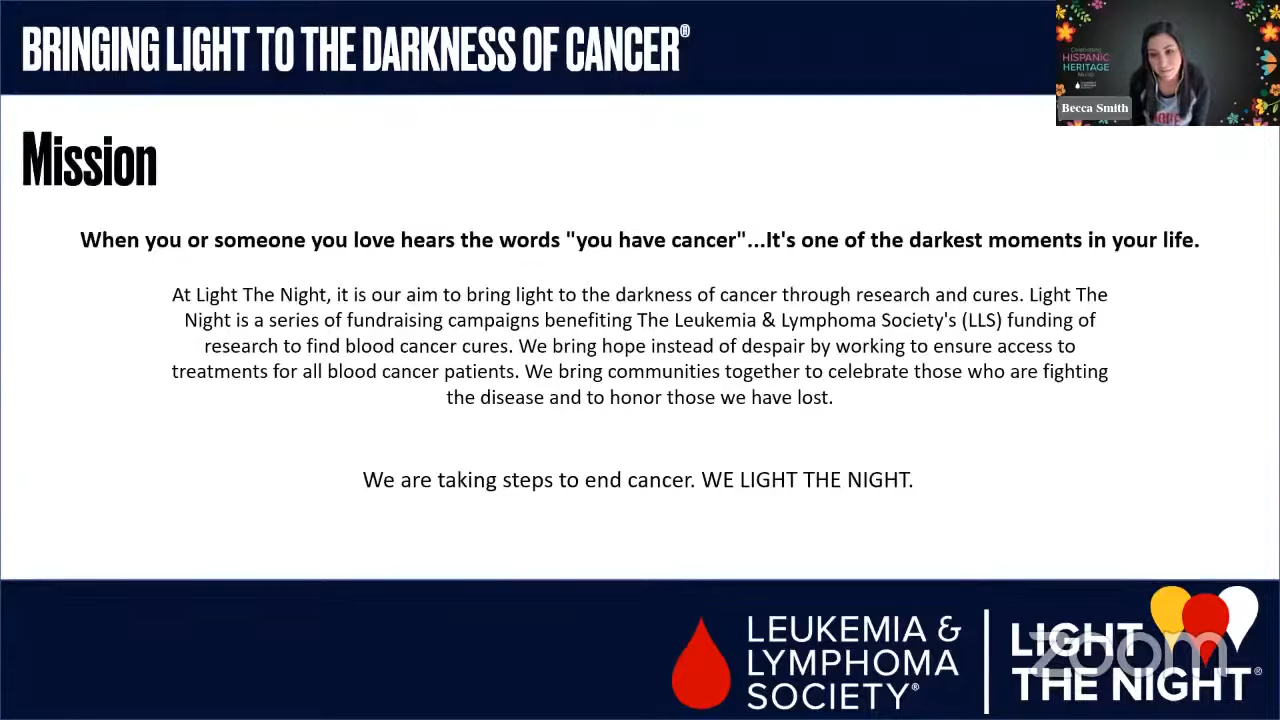 BRINGING LIGHT TO THE DARKNESS OF CANCER®
Celebrating
HISPANIC
HERITAGE
Becca Smith
Mission
When you or someone you love hears the words "you have cancer"...It's one of the darkest moments in your life.
At Light The Night, it is our aim to bring light to the darkness of cancer through research and cures. Light The
Night is a series of fundraising campaigns benefiting The Leukemia & Lymphoma Society's (LLS) funding of
research to find blood cancer cures. We bring hope instead of despair by working to ensure access to
treatments for all blood cancer patients. We bring communities together to celebrate those who are fighting
the disease and to honor those we have lost.
We are taking steps to end cancer. WE LIGHT THE NIGHT.
LEUKEMIA &
LYMPHOMA
SOCIETY®
LIGHT
THE NIGHT®
zoom